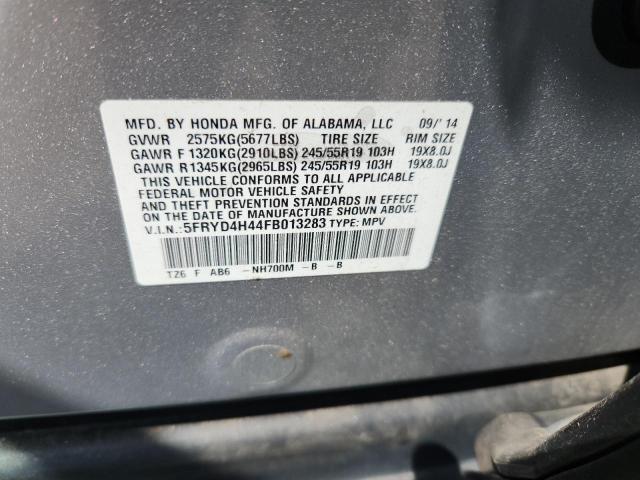 MFD. BY HONDA MFG. OF ALABAMA, LLC 09/'14
GVWR 2575KG(5677LBS) TIRE SIZE RIM SIZE
GAWR F 1320KG(2910LBS) 245/55R19 103H 19X8.0J
GAWR R 1345KG(2965LBS) 245/55R19 103H 19X8.0J
THIS VEHICLE CONFORMS TO ALL APPLICABLE
FEDERAL MOTOR VEHICLE SAFETY
AND THEFT PREVENTION STANDARDS IN EFFECT
ON THE DATE OF MANUFACTURE SHOWN ABOVE.
V.I.N.:5FRYD4H44FB013283 TYPE: MPV
TZ6 F AB6 -NH700M -B -B